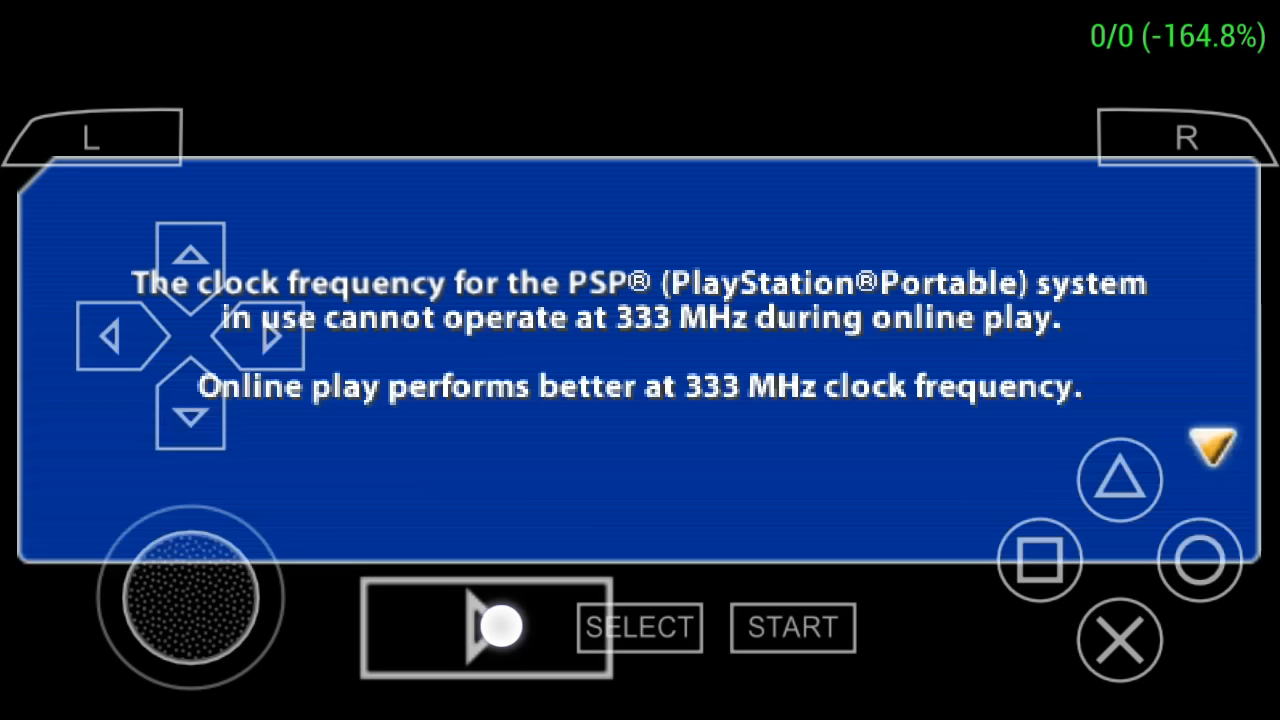 0/0 (-164.8%)
L
R
The clock frequency for the PSP® (PlayStation®Portable) system
in use cannot operate at 333 MHz during online play.
Online play performs better at 333 MHz clock frequency.
SELECT
START